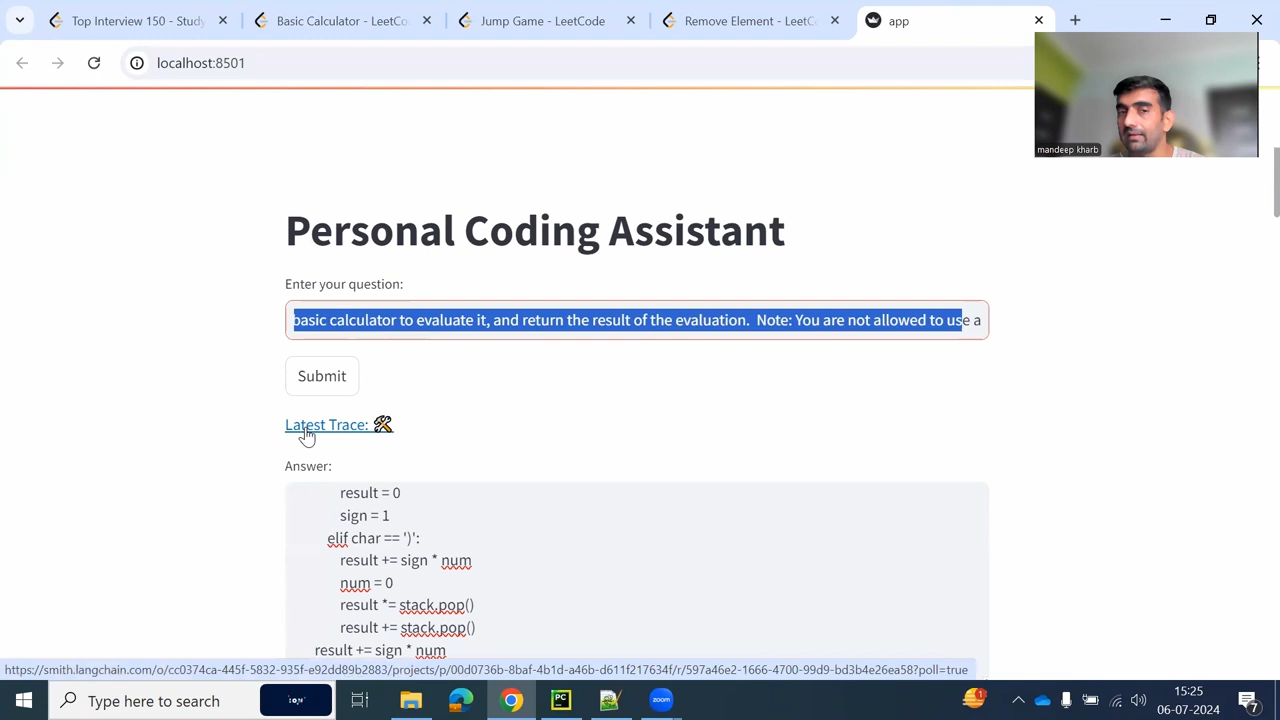 Top Interview 150 - Study
Basic Calculator - LeetCo
Jump Game - LeetCode
Remove Element - LeetC
app
localhost:8501
mandeep kharb
Personal Coding Assistant
Enter your question:
basic calculator to evaluate it, and return the result of the evaluation.  Note: You are not allowed to use a
Submit
Latest Trace: 🛠
Answer:
result = 0
sign = 1
elif char == ')':
result += sign * num
num = 0
result *= stack.pop()
result += stack.pop()
result += sign * num
https://smith.langchain.com/o/cc0374ca-445f-5832-935f-e92dd89b2883/projects/p/00d0736b-8baf-4b1d-a46b-d611f217634f/r/597a46e2-1666-4700-99d9-bd3b4e26ea58?poll=true
Type here to search
15:25
06-07-2024